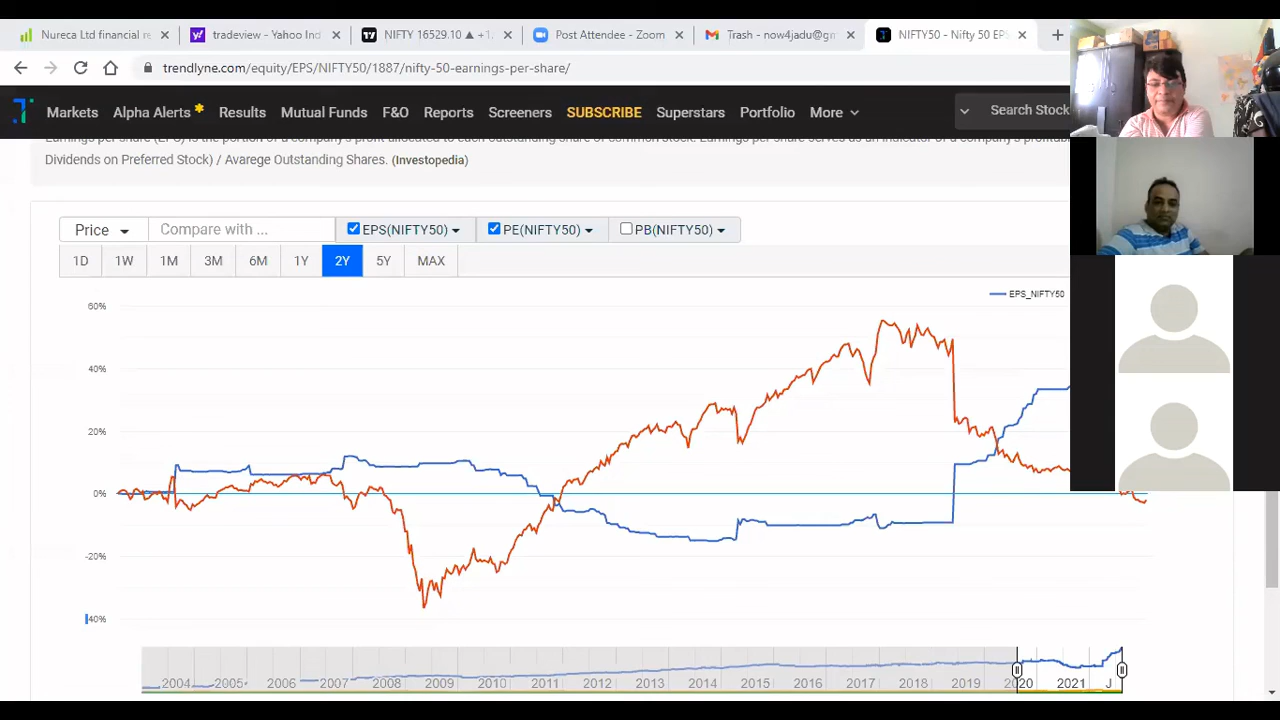 Nureca Ltd financial re
tradeview - Yahoo Ind
NIFTY 16529.10 ▲ +1.
Post Attendee - Zoom
Trash - now4jadu@gm
NIFTY50 - Nifty 50 EPS
trendlyne.com/equity/EPS/NIFTY50/1887/nifty-50-earnings-per-share/
Markets Alpha Alerts Results Mutual Funds F&O Reports Screeners SUBSCRIBE Superstars Portfolio More Search Stock
Dividends on Preferred Stock) / Avarege Outstanding Shares. (Investopedia)
Price Compare with ... EPS(NIFTY50) PE(NIFTY50) PB(NIFTY50)
1D 1W 1M 3M 6M 1Y 2Y 5Y MAX
EPS_NIFTY50
60%
40%
20%
0%
-20%
40%
2004 2005 2006 2007 2008 2009 2010 2011 2012 2013 2014 2015 2016 2017 2018 2019 2020 2021 J